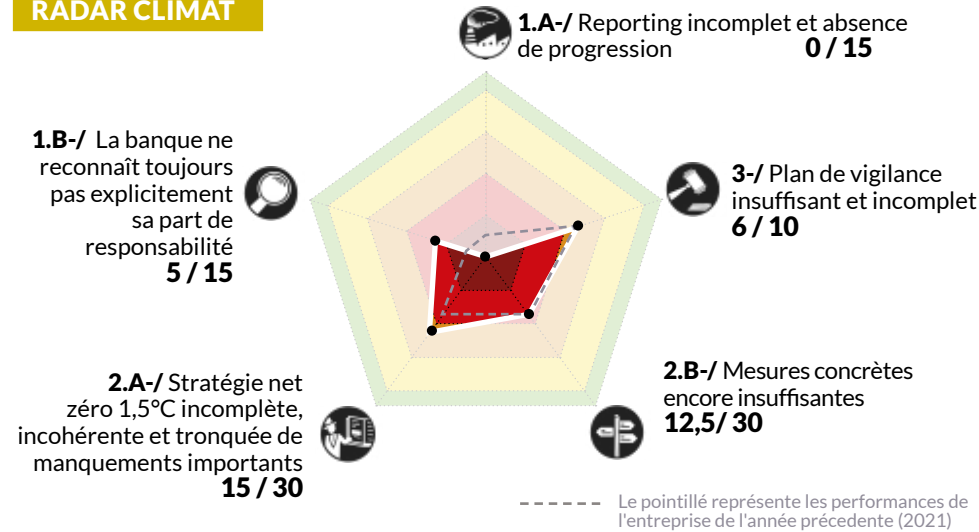 RADAR CLIMAT
1.A-/ Reporting incomplet et absence
de progression 0 / 15
1.B-/ La banque ne
reconnaît toujours
pas explicitement
sa part de
responsabilité
5 / 15
3-/ Plan de vigilance
insuffisant et incomplet
6 / 10
2.A-/ Stratégie net
zéro 1,5°C incomplète,
incohérente et tronquée de
manquements importants
15 / 30
2.B-/ Mesures concrètes
encore insuffisantes
12,5/ 30
Le pointillé représente les performances de
l'entreprise de l'année précedente (2021)